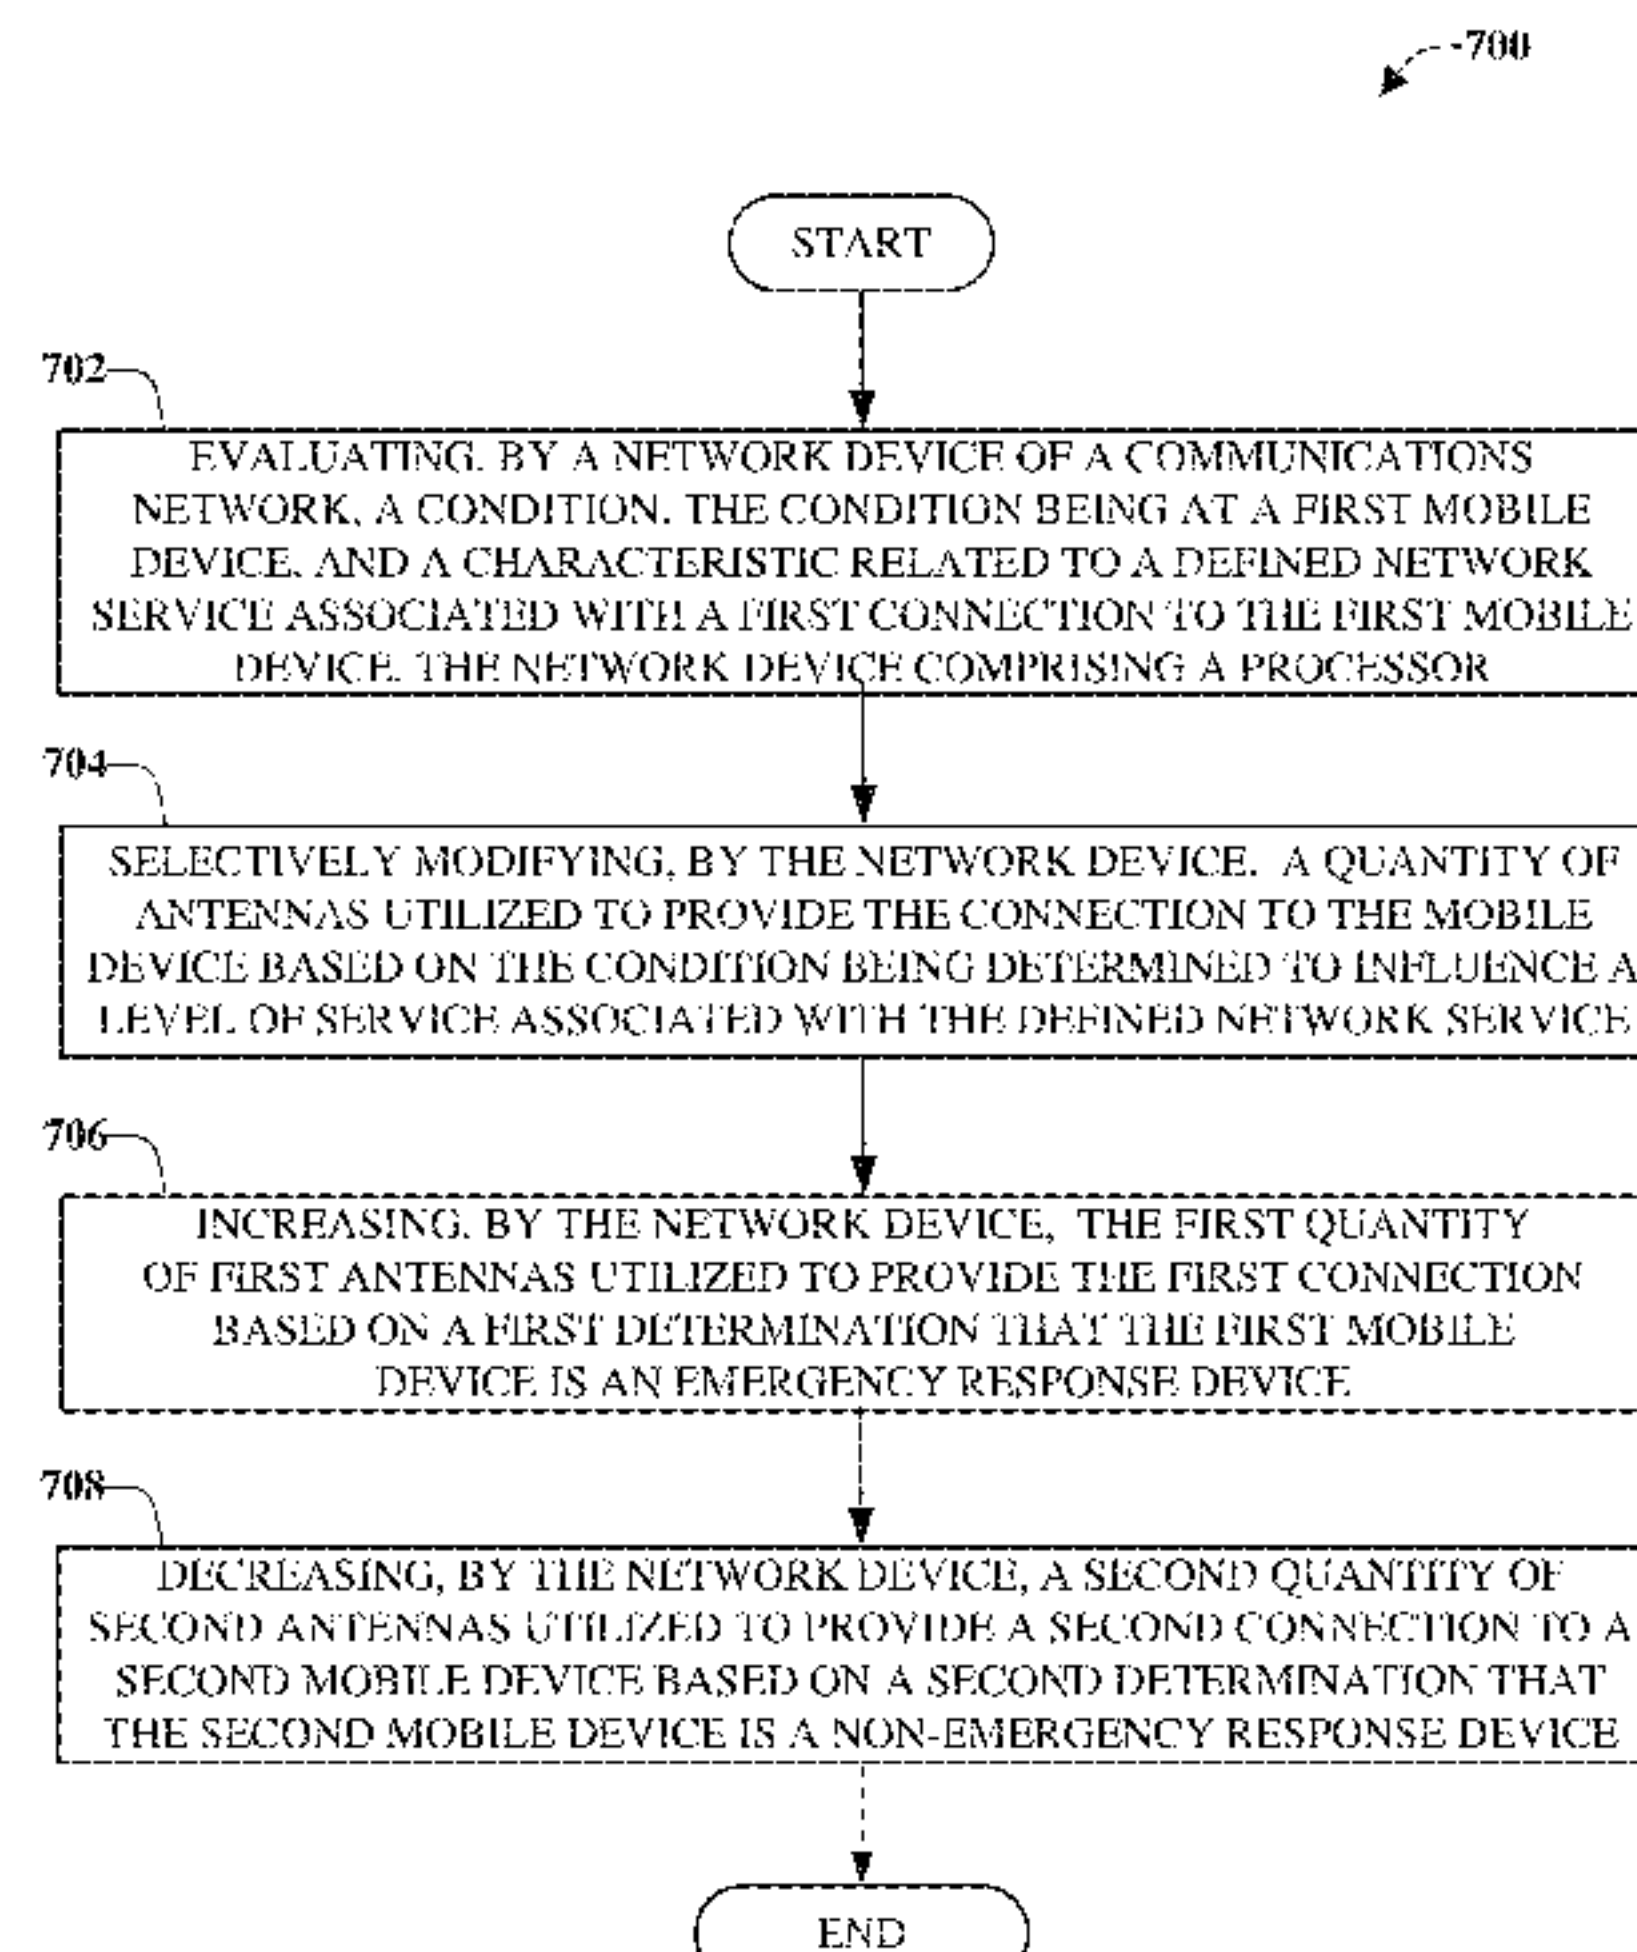 700
START
702
EVALUATING, BY A NETWORK DEVICE OF A COMMUNICATIONS
NETWORK, A CONDITION, THE CONDITION BEING AT A FIRST MOBILE
DEVICE, AND A CHARACTERISTIC RELATED TO A DEFINED NETWORK
SERVICE ASSOCIATED WITH A FIRST CONNECTION TO THE FIRST MOBILE
DEVICE, THE NETWORK DEVICE COMPRISING A PROCESSOR
704
SELECTIVELY MODIFYING, BY THE NETWORK DEVICE, A QUANTITY OF
ANTENNAS UTILIZED TO PROVIDE THE CONNECTION TO THE MOBILE
DEVICE BASED ON THE CONDITION BEING DETERMINED TO INFLUENCE A
LEVEL OF SERVICE ASSOCIATED WITH THE DEFINED NETWORK SERVICE
706
INCREASING, BY THE NETWORK DEVICE, THE FIRST QUANTITY
OF FIRST ANTENNAS UTILIZED TO PROVIDE THE FIRST CONNECTION
BASED ON A FIRST DETERMINATION THAT THE FIRST MOBILE
DEVICE IS AN EMERGENCY RESPONSE DEVICE
708
DECREASING, BY THE NETWORK DEVICE, A SECOND QUANTITY OF
SECOND ANTENNAS UTILIZED TO PROVIDE A SECOND CONNECTION TO A
SECOND MOBILE DEVICE BASED ON A SECOND DETERMINATION THAT
THE SECOND MOBILE DEVICE IS A NON-EMERGENCY RESPONSE DEVICE
END